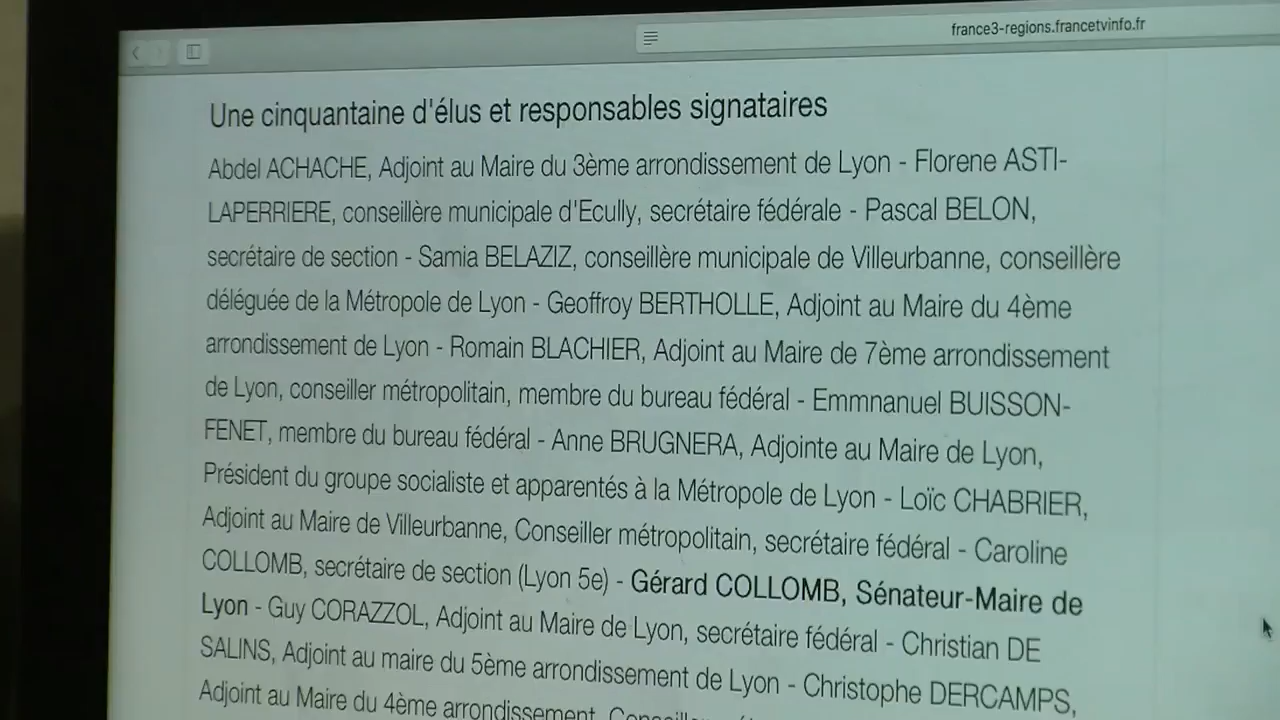 france3-regions.francetvinfo.fr
Une cinquantaine d'élus et responsables signataires
Abdel ACHACHE, Adjoint au Maire du 3ème arrondissement de Lyon - Florene ASTI-
LAPERRIERE, conseillère municipale d'Ecully, secrétaire fédérale - Pascal BELON,
secrétaire de section - Samia BELAZIZ, conseillère municipale de Villeurbanne, conseillère
déléguée de la Métropole de Lyon - Geoffroy BERTHOLLE, Adjoint au Maire du 4ème
arrondissement de Lyon - Romain BLACHIER, Adjoint au Maire de 7ème arrondissement
de Lyon, conseiller métropolitain, membre du bureau fédéral - Emmnanuel BUISSON-
FENET, membre du bureau fédéral - Anne BRUGNERA, Adjointe au Maire de Lyon,
Président du groupe socialiste et apparentés à la Métropole de Lyon - Loïc CHABRIER,
Adjoint au Maire de Villeurbanne, Conseiller métropolitain, secrétaire fédéral - Caroline
COLLOMB, secrétaire de section (Lyon 5e) - Gérard COLLOMB, Sénateur-Maire de
Lyon - Guy CORAZZOL, Adjoint au Maire de Lyon, secrétaire fédéral - Christian DE
SALINS, Adjoint au maire du 5ème arrondissement de Lyon - Christophe DERCAMPS,
Adjoint au Maire du 4ème arrondissement